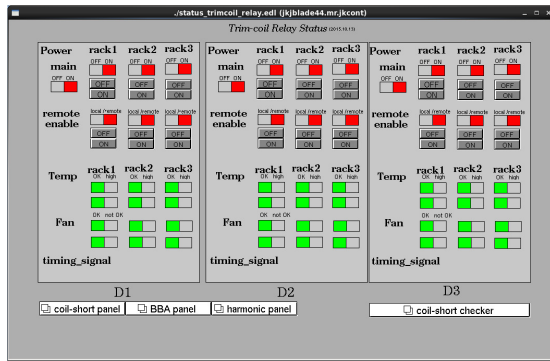 ./status_trimcoil_relay.edl (jkjblade44.mr.jkcont)
Trim-coil Relay Status (2015.10.13)
Power rack1 rack2 rack3 Power rack1 rack2 rack3 Power rack1 rack2 rack3
OFF ON OFF ON OFF ON OFF ON OFF ON OFF ON OFF ON OFF ON OFF ON
main main main
OFF ON OFF ON OFF ON
OFF OFF OFF OFF OFF OFF OFF OFF OFF
ON ON ON ON ON ON ON ON ON
local /remote local /remote local /remote local /remote local /remote local /remote local /remote local /remote local /remote
remote remote remote
enable enable enable
OFF OFF OFF OFF OFF OFF OFF OFF OFF
ON ON ON ON ON ON ON ON ON
rack1 rack2 rack3 rack1 rack2 rack3 rack1 rack2 rack3
Temp OK high OK high OK high Temp OK high OK high OK high Temp OK high OK high OK high
OK not OK OK not OK OK not OK
Fan Fan Fan
timing_signal timing_signal timing_signal
D1 D2 D3
coil-short panel BBA panel harmonic panel coil-short checker